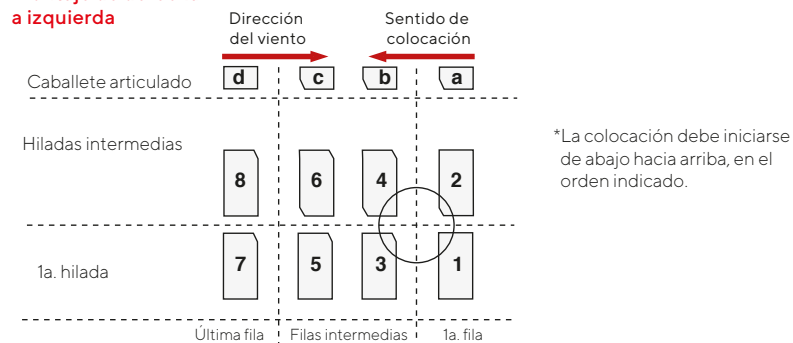 a izquierda
Dirección
del viento
Sentido de
colocación
Caballete articulado
d c b a
Hiladas intermedias
8 6 4 2
*La colocación debe iniciarse
de abajo hacia arriba, en el
orden indicado.
1a. hilada
7 5 3 1
Última fila
Filas intermedias
1a. fila